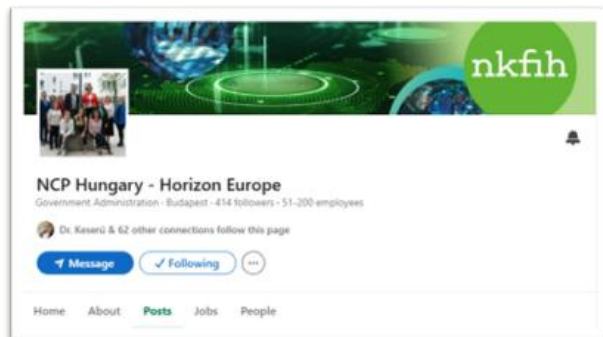 nkfih
NCP Hungary - Horizon Europe
Government Administration · Budapest · 414 followers · 51-200 employees
Dr. Keserű & 62 other connections follow this page
Message
Following
Home About Posts Jobs People